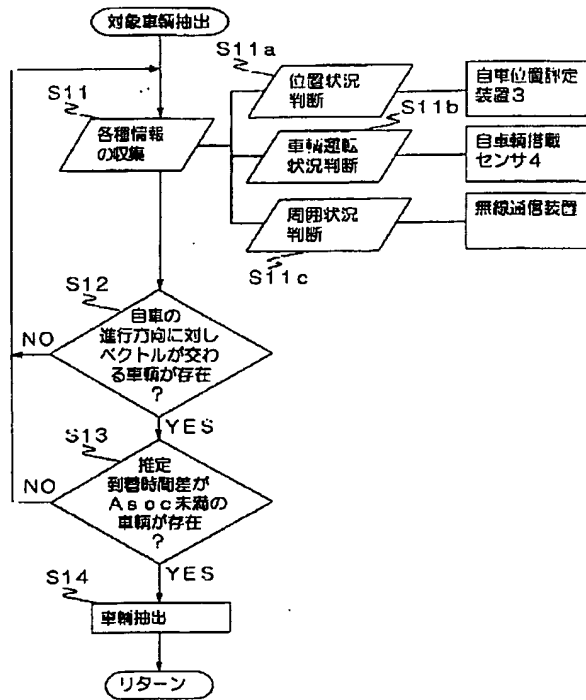 対象車輌抽出
S11a
位置状況
判断
自車位置評定
装置3
S11
各種情報
の収集
S11b
車輌運転
状況判断
自車輌搭載
センサ4
周囲状況
判断
無線通信装置
S11c
S12
自車の
進行方向に対し
ベクトルが交わ
る車輌が存在
?
NO
YES
S13
推定
到着時間差が
Asec未満の
車輌が存在
?
NO
YES
S14
車輌抽出
リターン